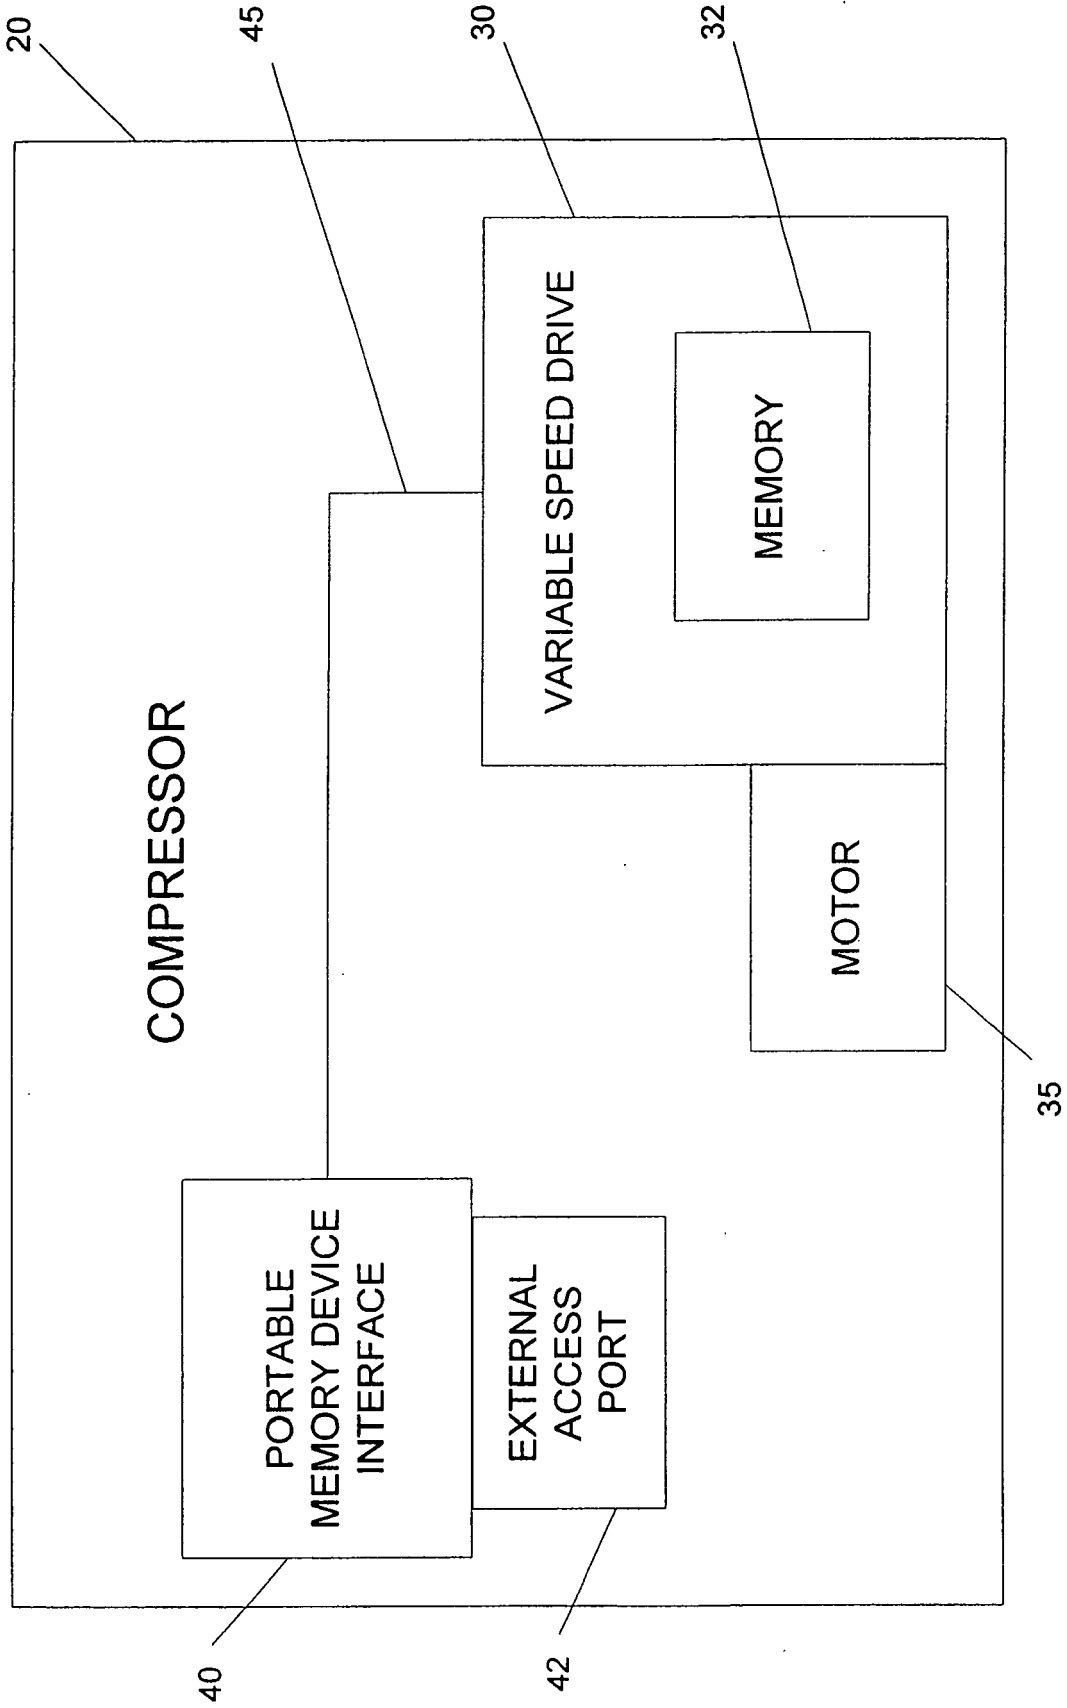 COMPRESSOR
PORTABLE
MEMORY DEVICE
INTERFACE
EXTERNAL
ACCESS
PORT
VARIABLE SPEED DRIVE
MEMORY
MOTOR
20
45
30
32
40
42
35